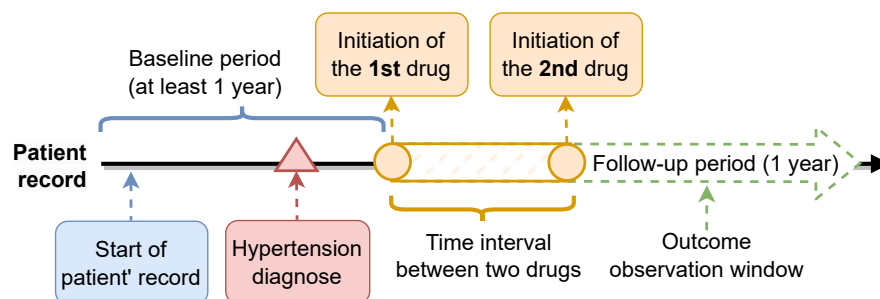 Baseline period
(at least 1 year)
Initiation of
the 1st drug
Initiation of
the 2nd drug
Patient
record
Follow-up period (1 year)
Start of
patient' record
Hypertension
diagnose
Time interval
between two drugs
Outcome
observation window